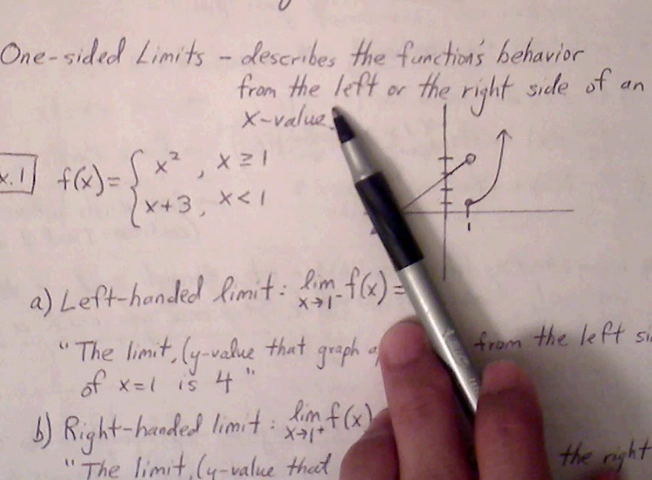 One-sided Limits - describes the function's behavior
from the left or the right side of an
x-value.
x.1 f(x) = { x² , x ≥ 1
x+3, x < 1
1
a) Left-handed limit: lim x→1⁻ f(x) =
"The limit, (y-value that graph from the left
of x=1 is 4"
b) Right-handed limit: lim x→1⁺ f(x)
"The limit, (y-value that the right